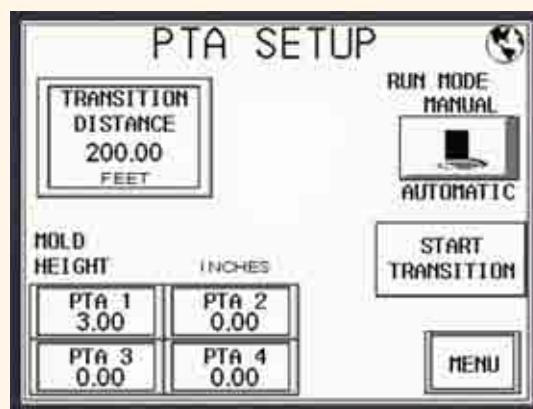 PTA SETUP
TRANSITION
DISTANCE
200.00
FEET
RUN MODE
MANUAL
AUTOMATIC
MOLD
HEIGHT INCHES
START
TRANSITION
PTA 1
3.00
PTA 2
0.00
PTA 3
0.00
PTA 4
0.00
MENU